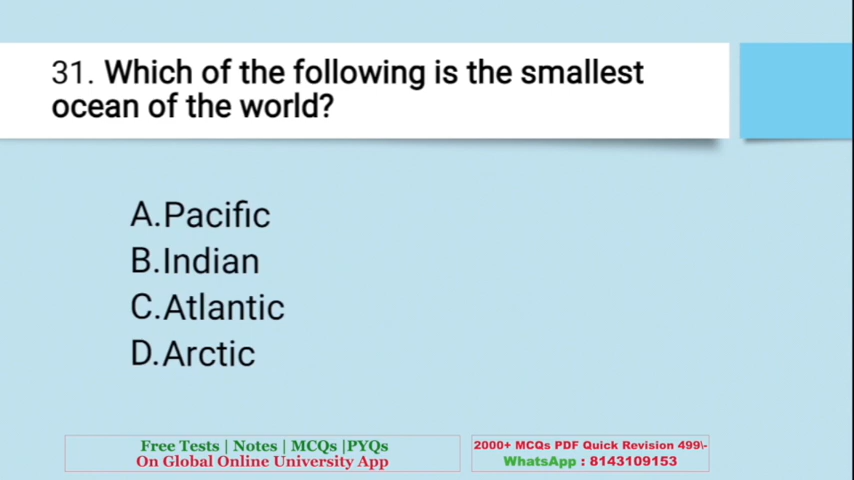 31. Which of the following is the smallest
ocean of the world?
A.Pacific
B.Indian
C.Atlantic
D.Arctic
Free Tests | Notes | MCQs |PYQs
On Global Online University App
2000+ MCQs PDF Quick Revision 499\-
WhatsApp : 8143109153